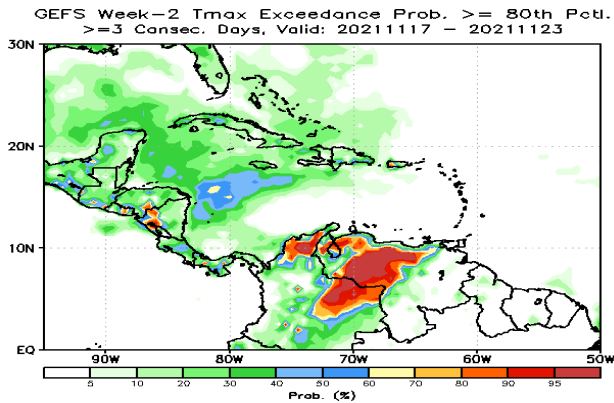 GEFS Week-2 Tmax Exceedance Prob. >= 80th Pctl.
>=3 Consec. Days, Valid: 20211117 - 20211123
30N
20N
10N
EQ
90W 80W 70W 60W 50W
5 10 20 30 40 50 60 70 80 90 95
Prob. (%)